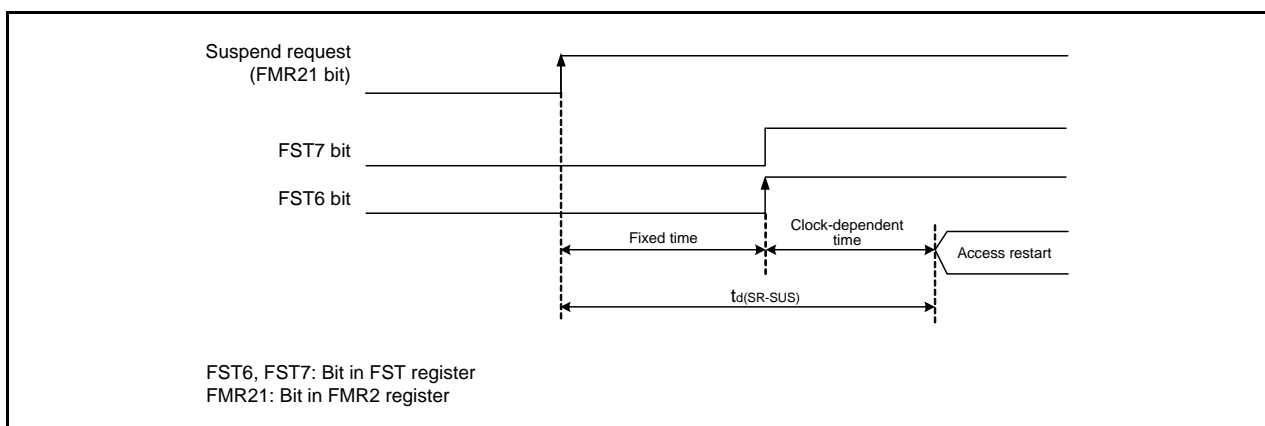 Suspend request
(FMR21 bit)
FST7 bit
FST6 bit
Fixed time
Clock-dependent
time
Access restart
td(SR-SUS)
FST6, FST7: Bit in FST register
FMR21: Bit in FMR2 register